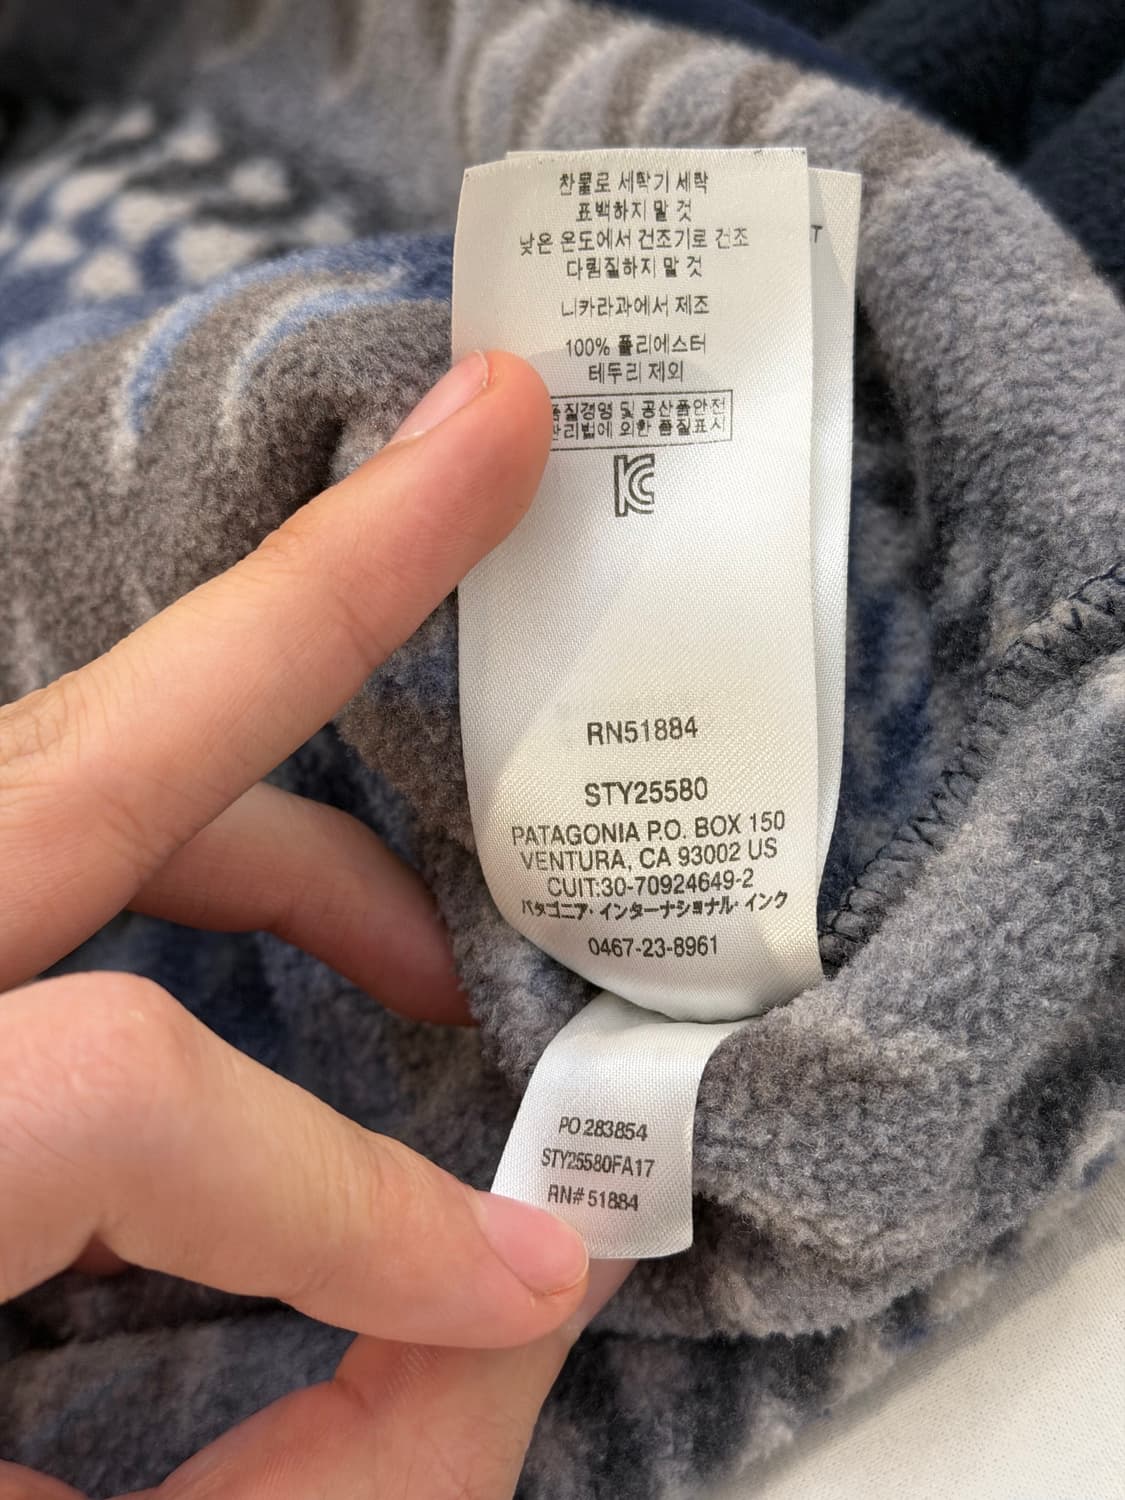 찬물로 세탁기 세탁
표백하지 말 것
낮은 온도에서 건조기로 건조
다림질하지 말 것
니카라과에서 제조
100% 폴리에스터
테두리 제외
품질경영 및 공산품안전
관리법에 의한 품질표시
KC
T
RN51884
STY25580
PATAGONIA P.O. BOX 150
VENTURA, CA 93002 US
CUIT:30-70924649-2
パタゴニア・インターナショナル・インク
0467-23-8961
PO 283854
STY25580FA17
RN# 51884